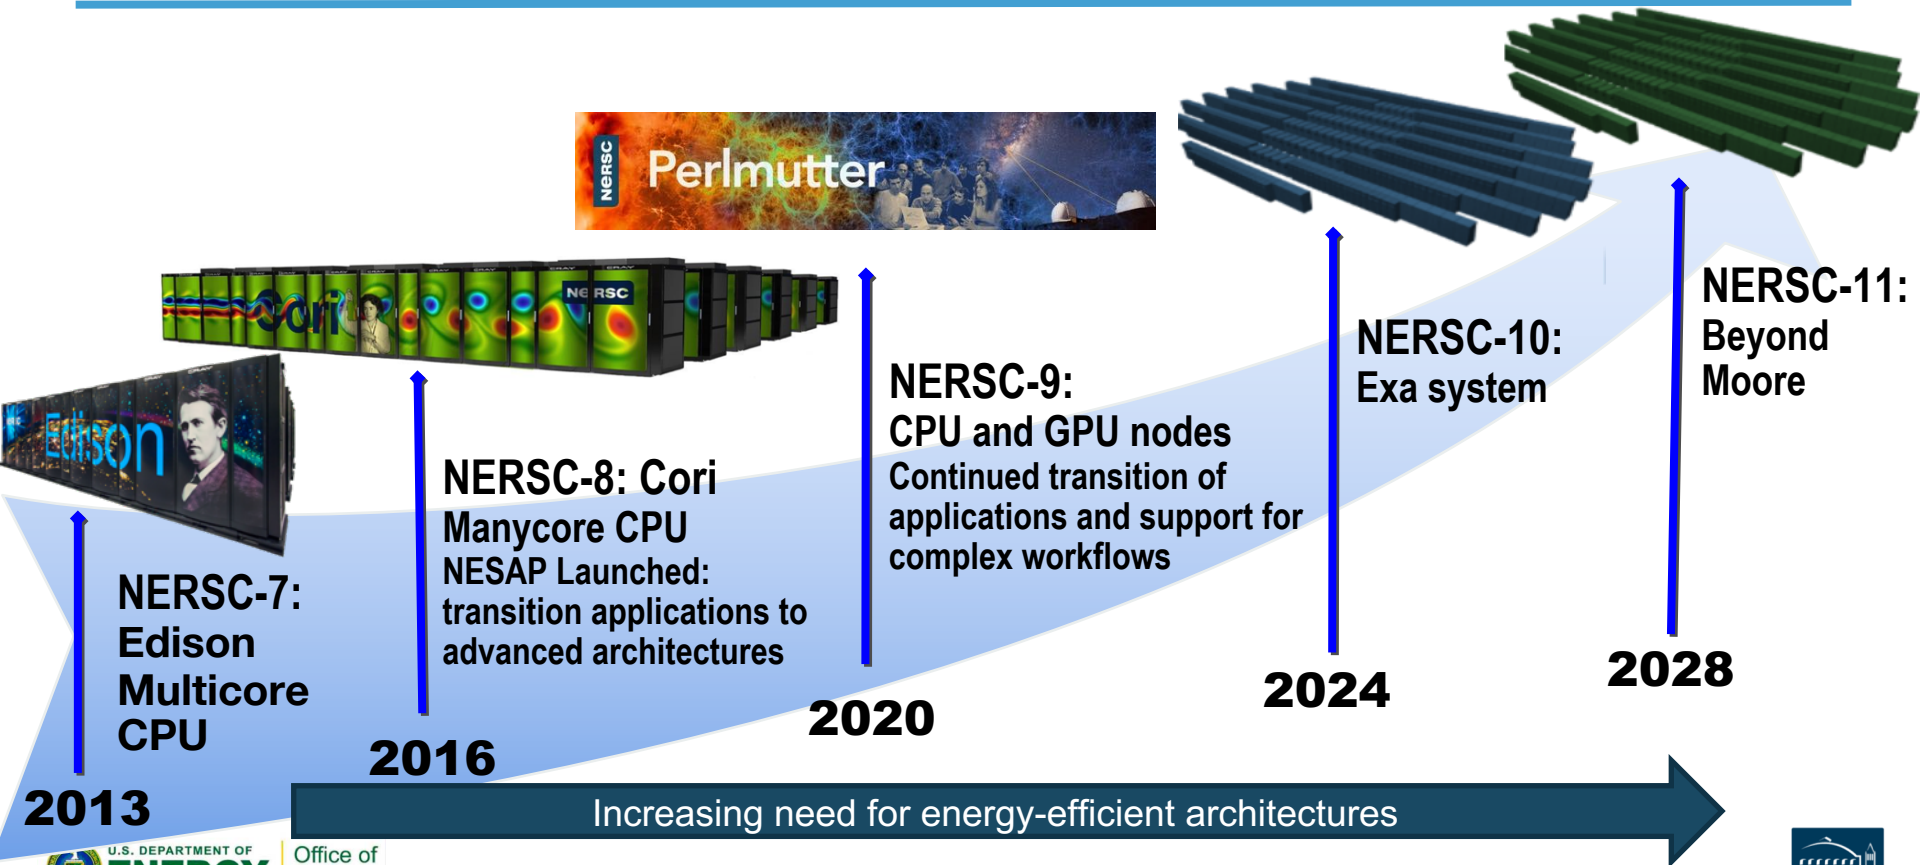 NERSC
Perlmutter
Cori
NERSC
Edison
NERSC-7:
Edison
Multicore
CPU
2013
NERSC-8: Cori
Manycore CPU
NESAP Launched:
transition applications to
advanced architectures
2016
NERSC-9:
CPU and GPU nodes
Continued transition of
applications and support for
complex workflows
2020
NERSC-10:
Exa system
2024
NERSC-11:
Beyond
Moore
2028
Increasing need for energy-efficient architectures
U.S. DEPARTMENT OF
ENERGY
Office of